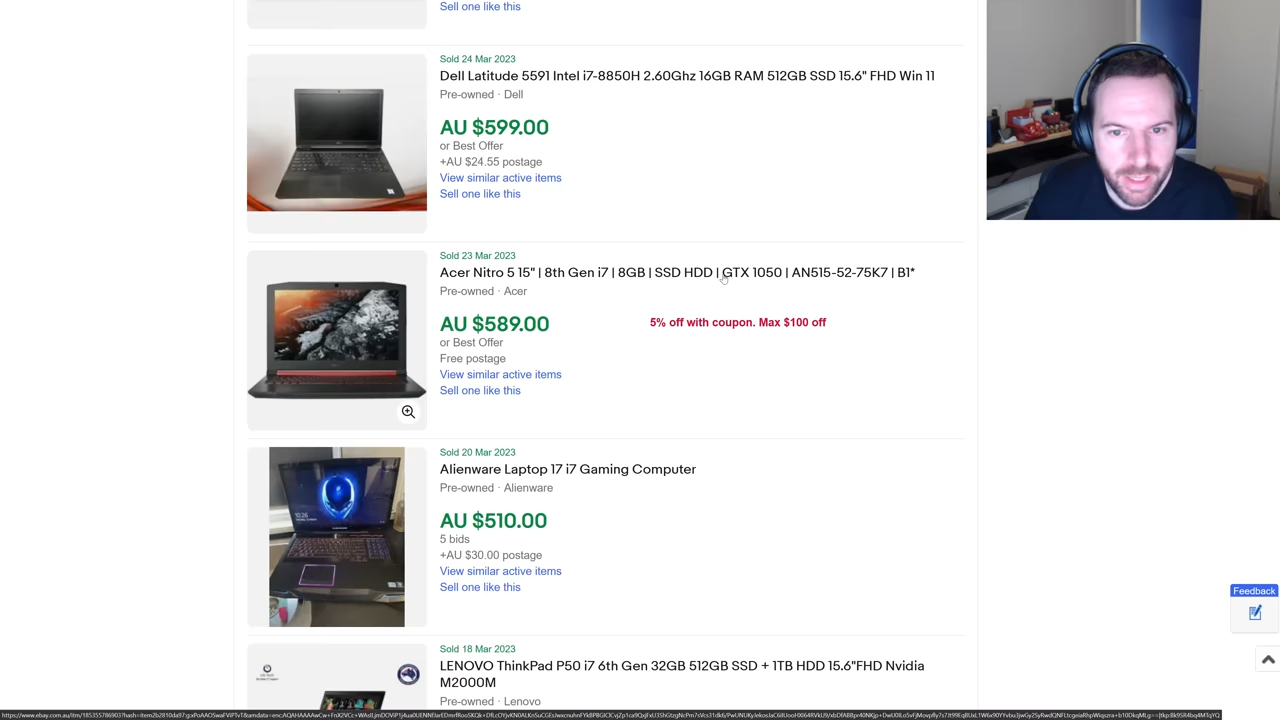 Sell one like this
Sold 24 Mar 2023
Dell Latitude 5591 Intel i7-8850H 2.60Ghz 16GB RAM 512GB SSD 15.6" FHD Win 11
Pre-owned · Dell
AU $599.00
or Best Offer
+AU $24.55 postage
View similar active items
Sell one like this
Sold 23 Mar 2023
Acer Nitro 5 15" | 8th Gen i7 | 8GB | SSD HDD | GTX 1050 | AN515-52-75K7 | B1*
Pre-owned · Acer
AU $589.00
5% off with coupon. Max $100 off
or Best Offer
Free postage
View similar active items
Sell one like this
Sold 20 Mar 2023
Alienware Laptop 17 i7 Gaming Computer
Pre-owned · Alienware
AU $510.00
5 bids
+AU $30.00 postage
View similar active items
Sell one like this
Feedback
Sold 18 Mar 2023
LENOVO ThinkPad P50 i7 6th Gen 32GB 512GB SSD + 1TB HDD 15.6"FHD Nvidia
M2000M
Pre-owned · Lenovo